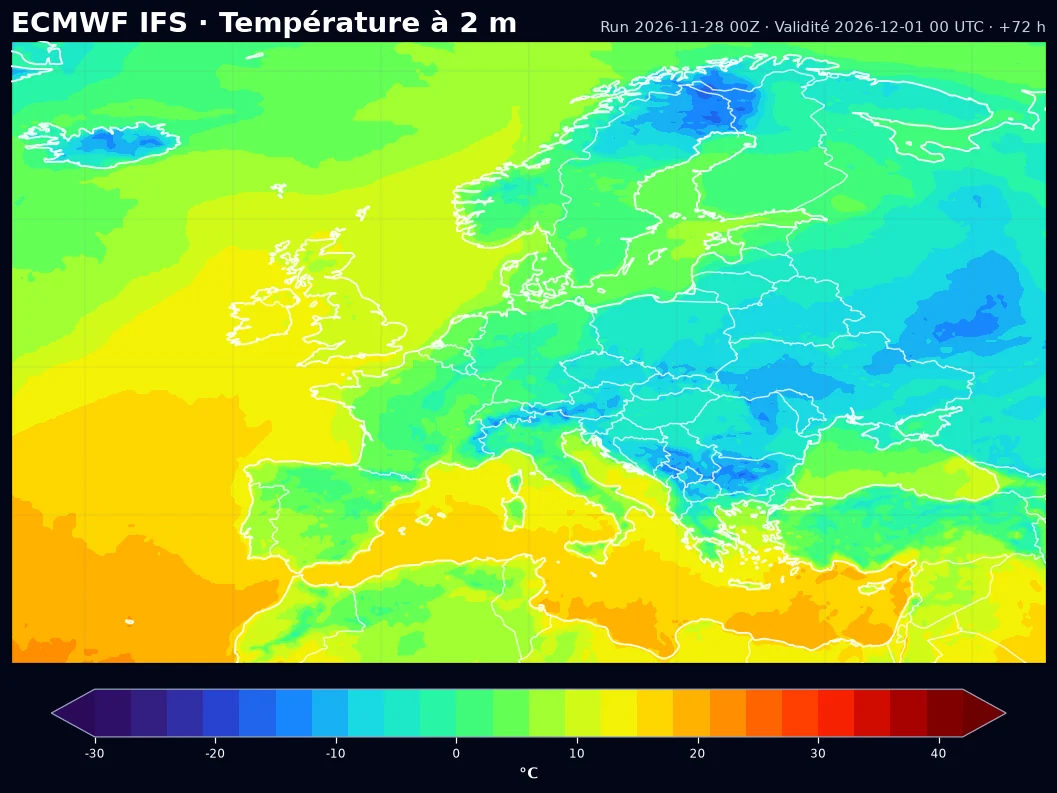 ECMWF IFS · Température à 2 m
Run 2026-11-28 00Z · Validité 2026-12-01 00 UTC · +72 h
-30 -20 -10 0 10 20 30 40
°C